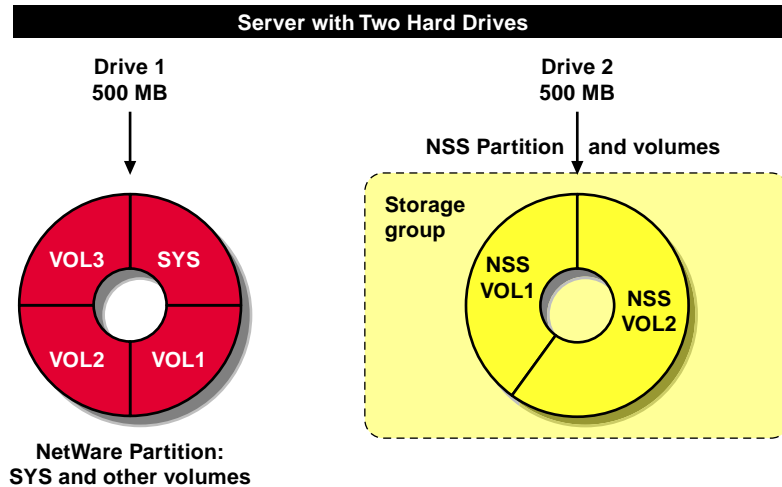 Server with Two Hard Drives
Drive 1
500 MB
Drive 2
500 MB
NSS Partition and volumes
Storage
group
VOL3
SYS
VOL2
VOL1
NSS
VOL1
NSS
VOL2
NetWare Partition:
SYS and other volumes